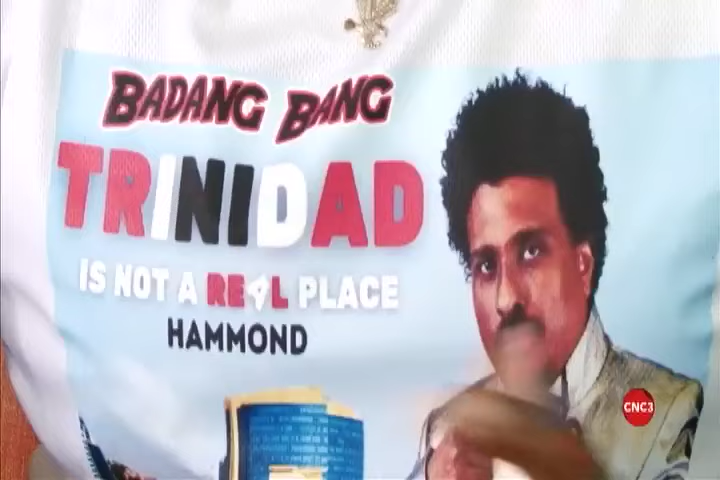 BADANG BANG
TRINIDAD
IS NOT A REAL PLACE
HAMMOND
CNC3